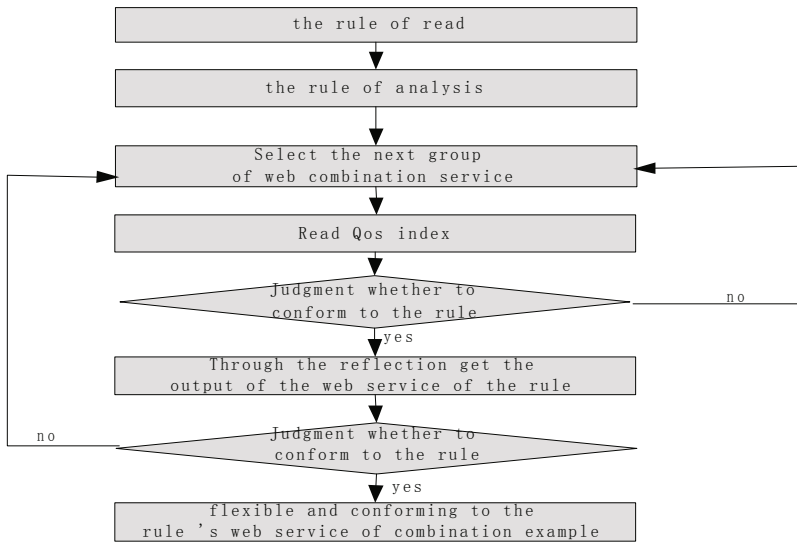 the rule of read
the rule of analysis
Select the next group
of web combination service
Read Qos index
Judgment whether to
conform to the rule
no
yes
Through the reflection get the
output of the web service of the rule
Judgment whether to
conform to the rule
no
yes
flexible and conforming to the
rule 's web service of combination example